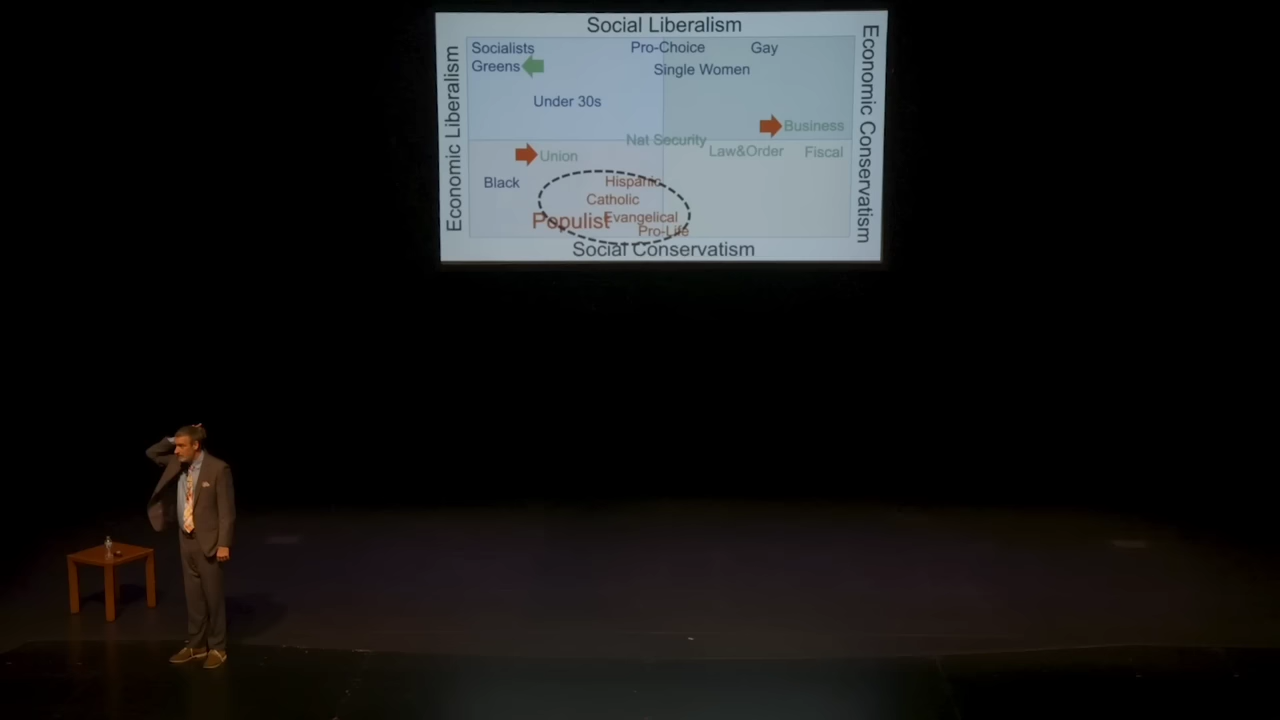 Social Liberalism
Economic Liberalism
Economic Conservatism
Socialists
Pro-Choice
Gay
Greens
Single Women
Under 30s
Business
Nat Security
Law&Order
Fiscal
Union
Black
Hispanic
Catholic
Populist
Evangelical
Pro-Life
Social Conservatism